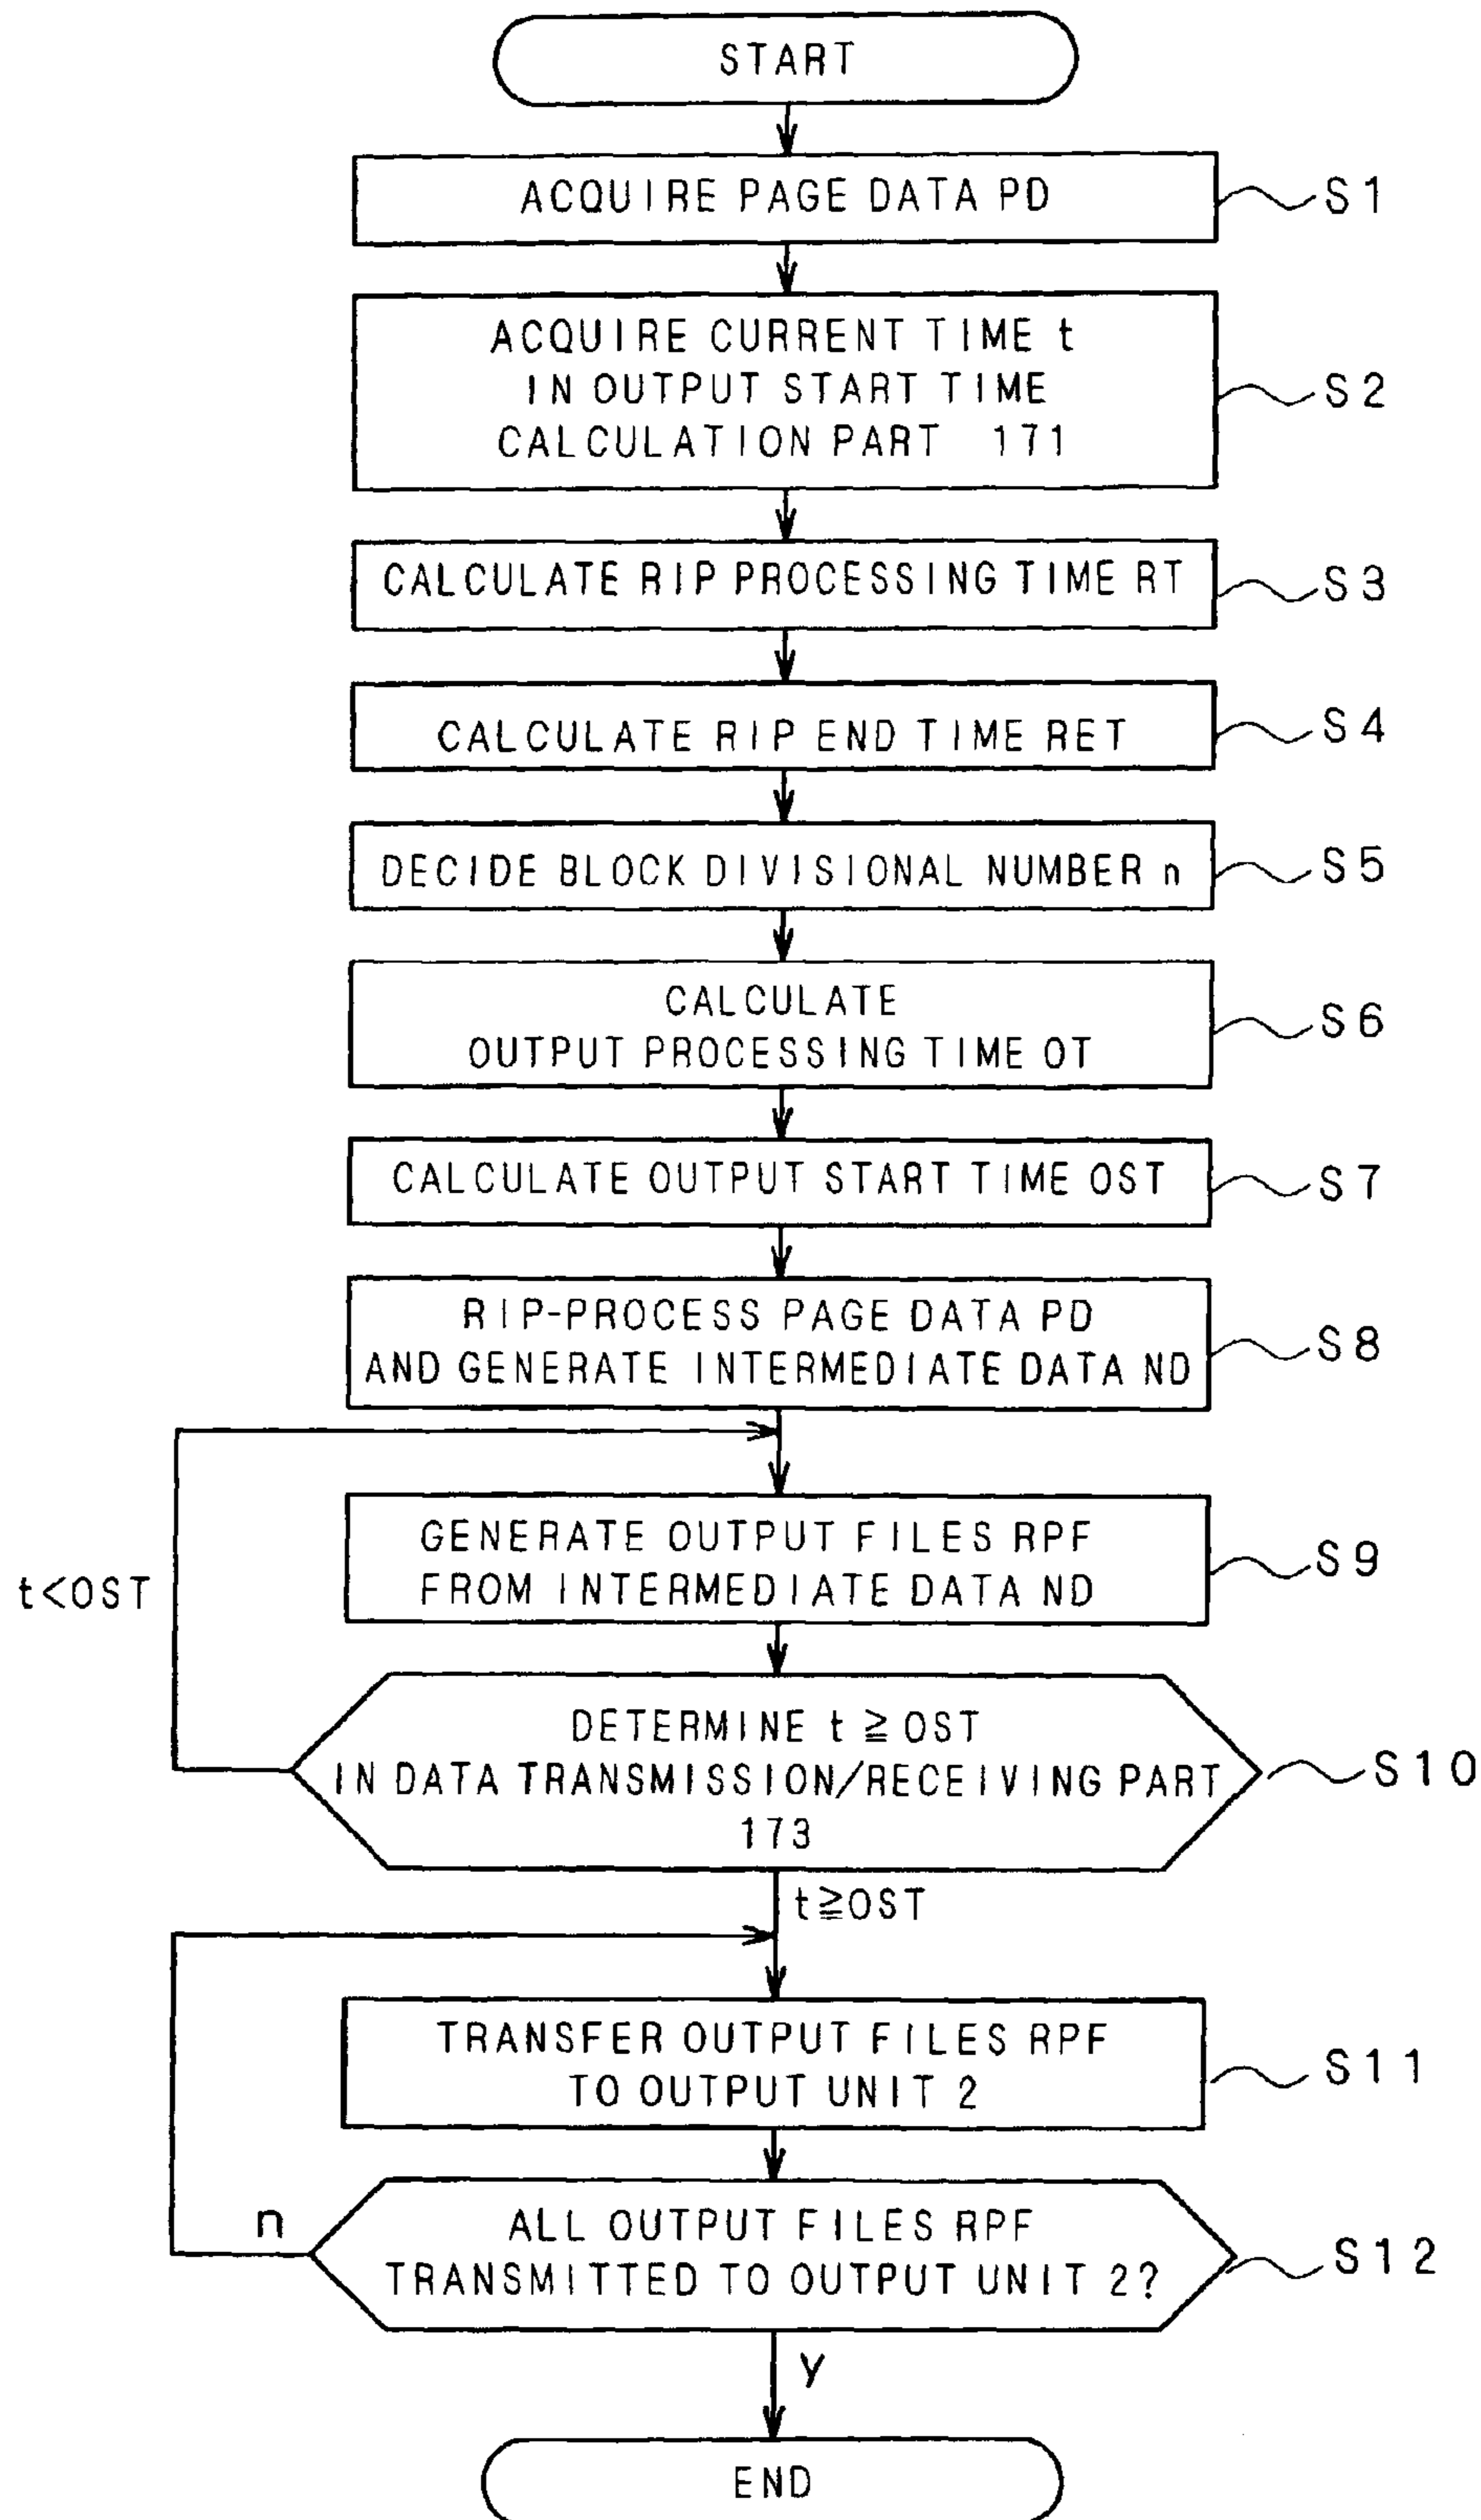 START
ACQUIRE PAGE DATA PD
S1
ACQUIRE CURRENT TIME t
IN OUTPUT START TIME
CALCULATION PART 171
S2
CALCULATE RIP PROCESSING TIME RT
S3
CALCULATE RIP END TIME RET
S4
DECIDE BLOCK DIVISIONAL NUMBER n
S5
CALCULATE
OUTPUT PROCESSING TIME OT
S6
CALCULATE OUTPUT START TIME OST
S7
RIP-PROCESS PAGE DATA PD
AND GENERATE INTERMEDIATE DATA ND
S8
GENERATE OUTPUT FILES RPF
FROM INTERMEDIATE DATA ND
S9
t<OST
DETERMINE t ≧ OST
IN DATA TRANSMISSION/RECEIVING PART
173
S10
t≧OST
TRANSFER OUTPUT FILES RPF
TO OUTPUT UNIT 2
S11
n
ALL OUTPUT FILES RPF
TRANSMITTED TO OUTPUT UNIT 2?
S12
y
END